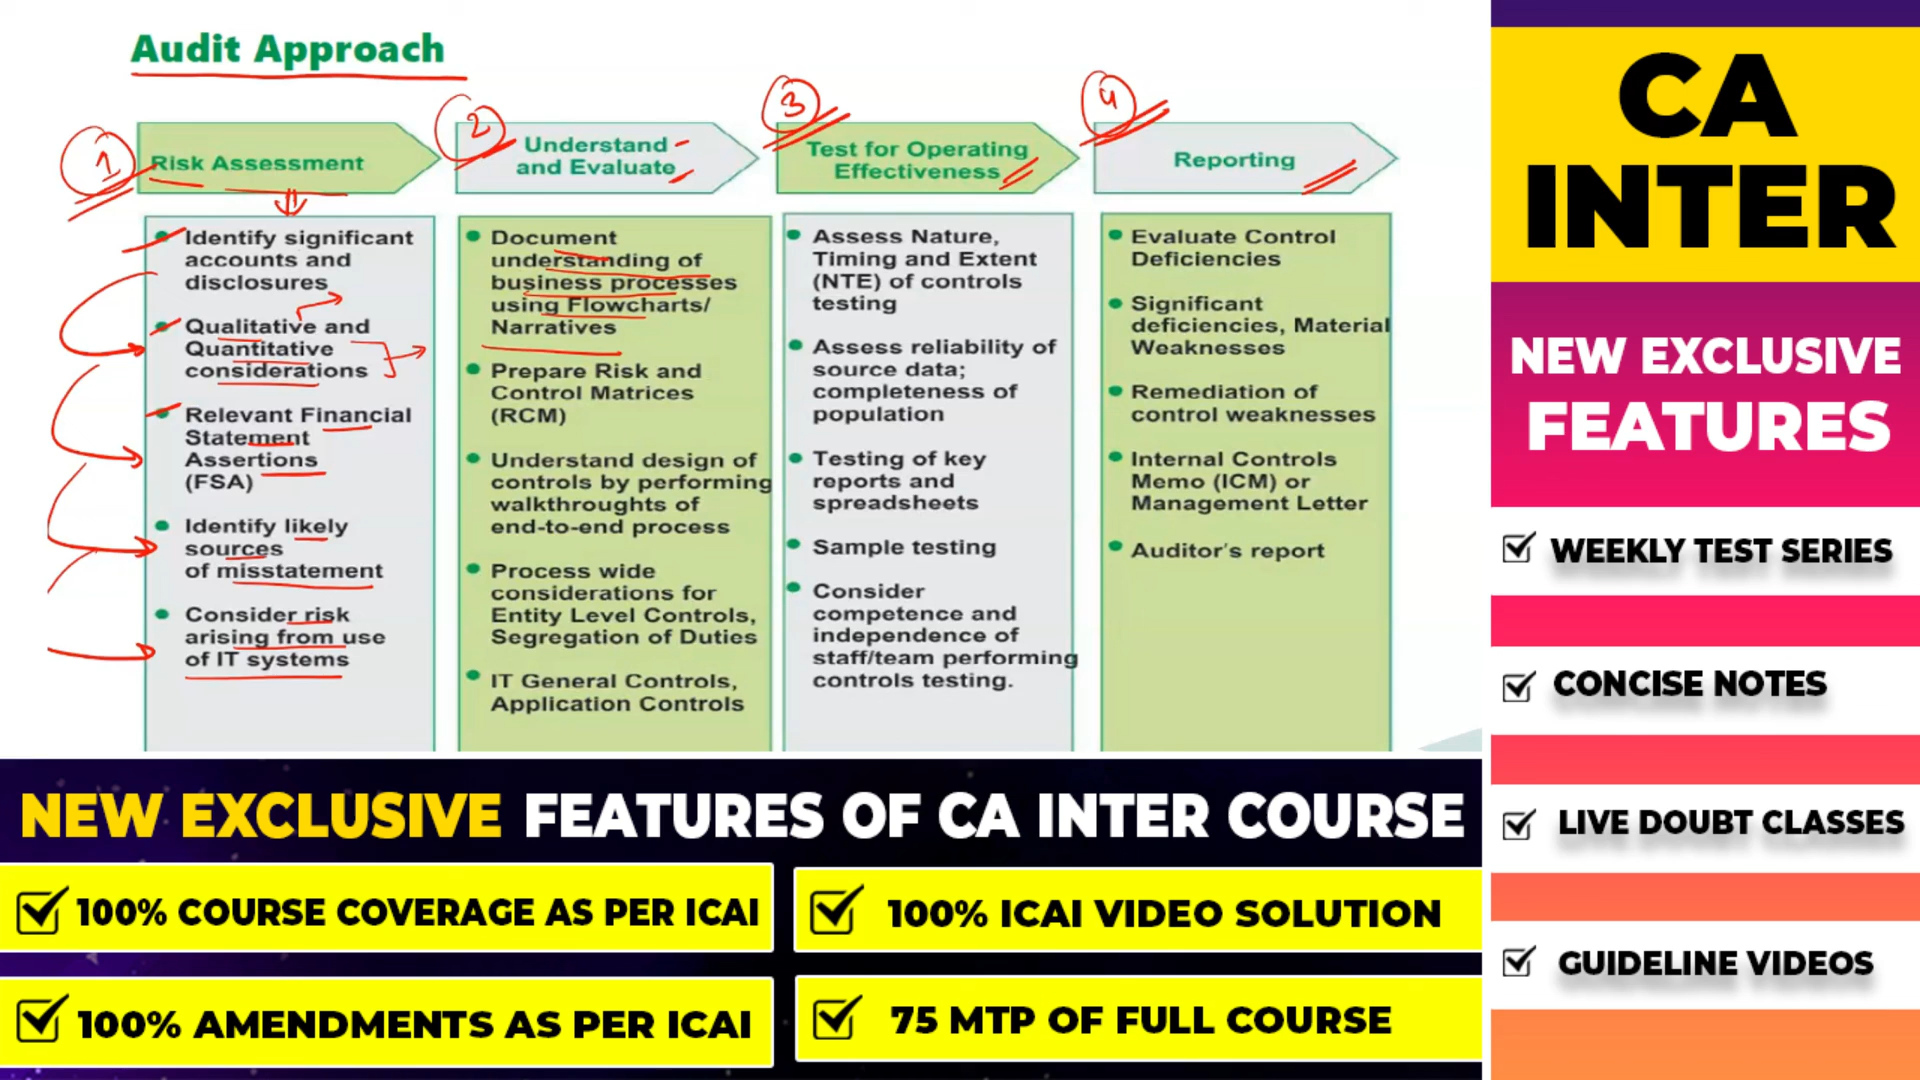 Audit Approach
1
Risk Assessment
Identify significant
accounts and
disclosures
Qualitative and
Quantitative
considerations
Relevant Financial
Statement
Assertions
(FSA)
Identify likely
sources
of misstatement
Consider risk
arising from use
of IT systems
2
Understand
and Evaluate
Document
understanding of
business processes
using Flowcharts/
Narratives
Prepare Risk and
Control Matrices
(RCM)
Understand design of
controls by performing
walkthroughts of
end-to-end process
Process wide
considerations for
Entity Level Controls,
Segregation of Duties
IT General Controls,
Application Controls
3
Test for Operating
Effectiveness
Assess Nature,
Timing and Extent
(NTE) of controls
testing
Assess reliability of
source data;
completeness of
population
Testing of key
reports and
spreadsheets
Sample testing
Consider
competence and
independence of
staff/team performing
controls testing.
4
Reporting
Evaluate Control
Deficiencies
Significant
deficiencies, Material
Weaknesses
Remediation of
control weaknesses
Internal Controls
Memo (ICM) or
Management Letter
Auditor's report
CA
INTER
NEW EXCLUSIVE
FEATURES
WEEKLY TEST SERIES
CONCISE NOTES
LIVE DOUBT CLASSES
GUIDELINE VIDEOS
NEW EXCLUSIVE FEATURES OF CA INTER COURSE
100% COURSE COVERAGE AS PER ICAI
100% ICAI VIDEO SOLUTION
100% AMENDMENTS AS PER ICAI
75 MTP OF FULL COURSE